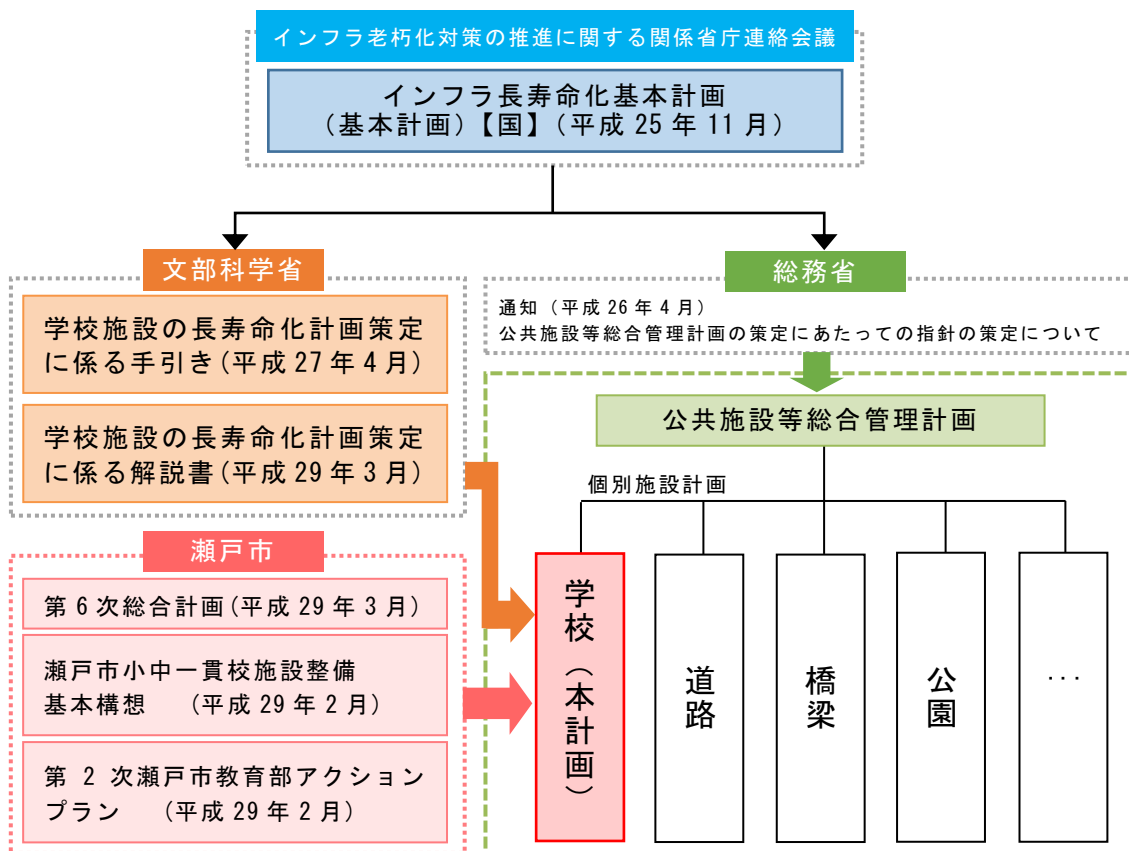 インフラ老朽化対策の推進に関する関係省庁連絡会議
インフラ長寿命化基本計画
(基本計画)【国】(平成25年11月)
文部科学省
学校施設の長寿命化計画策定
に係る手引き(平成27年4月)
学校施設の長寿命化計画策定
に係る解説書(平成29年3月)
総務省
通知(平成26年4月)
公共施設等総合管理計画の策定にあたっての指針の策定について
公共施設等総合管理計画
個別施設計画
瀬戸市
第6次総合計画(平成29年3月)
瀬戸市小中一貫校施設整備
基本構想 (平成29年2月)
第 2 次瀬戸市教育部アクション
プラン (平成29年2月)
学校(本計画)
道路
橋梁
公園
...